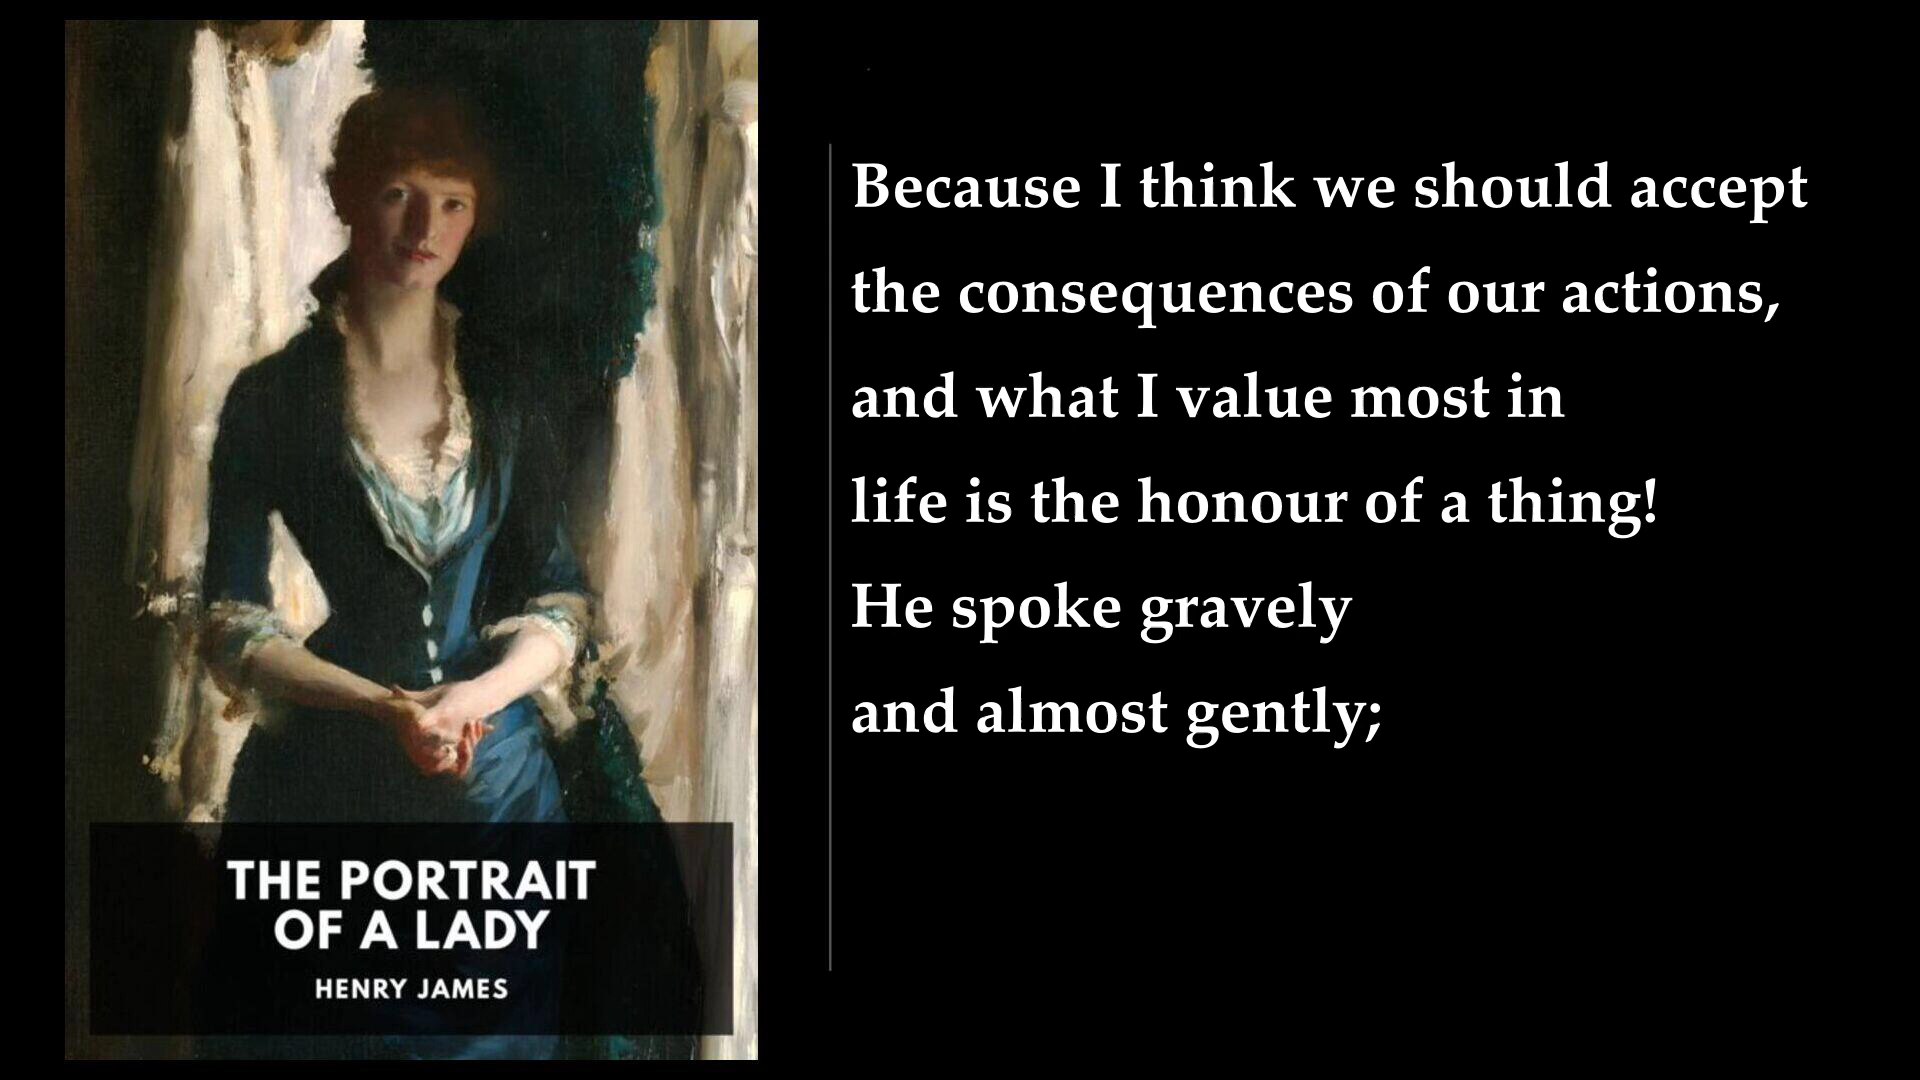 Because I think we should accept
the consequences of our actions,
and what I value most in
life is the honour of a thing!
He spoke gravely
and almost gently;
THE PORTRAIT
OF A LADY
HENRY JAMES